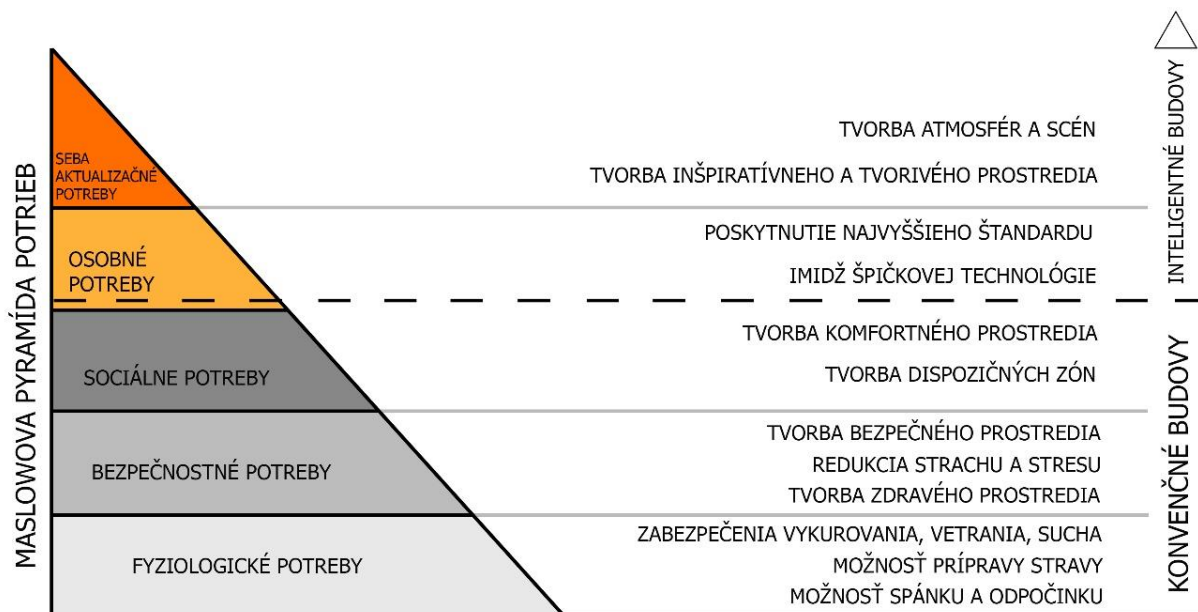 MASLOWOVA PYRAMÍDA POTRIEB
SEBA
AKTUALIZAČNÉ
POTREBY
TVORBA ATMOSFÉR A SCÉN
TVORBA INŠPIRATÍVNEHO A TVORIVÉHO PROSTREDIA
OSOBNÉ
POTREBY
POSKYTNUTIE NAJVYŠŠIEHO ŠTANDARDU
IMIDŽ ŠPIČKOVEJ TECHNOLÓGIE
INTELIGENTNÉ BUDOVY
SOCIÁLNE POTREBY
TVORBA KOMFORTNÉHO PROSTREDIA
TVORBA DISPOZIČNÝCH ZÓN
BEZPEČNOSTNÉ POTREBY
TVORBA BEZPEČNÉHO PROSTREDIA
REDUKCIA STRACHU A STRESU
TVORBA ZDRAVÉHO PROSTREDIA
FYZIOLOGICKÉ POTREBY
ZABEZPEČENIA VYKUROVANIA, VETRANIA, SUCHA
MOŽNOSŤ PRÍPRAVY STRAVY
MOŽNOSŤ SPÁNKU A ODPOČINKU
KONVENČNÉ BUDOVY